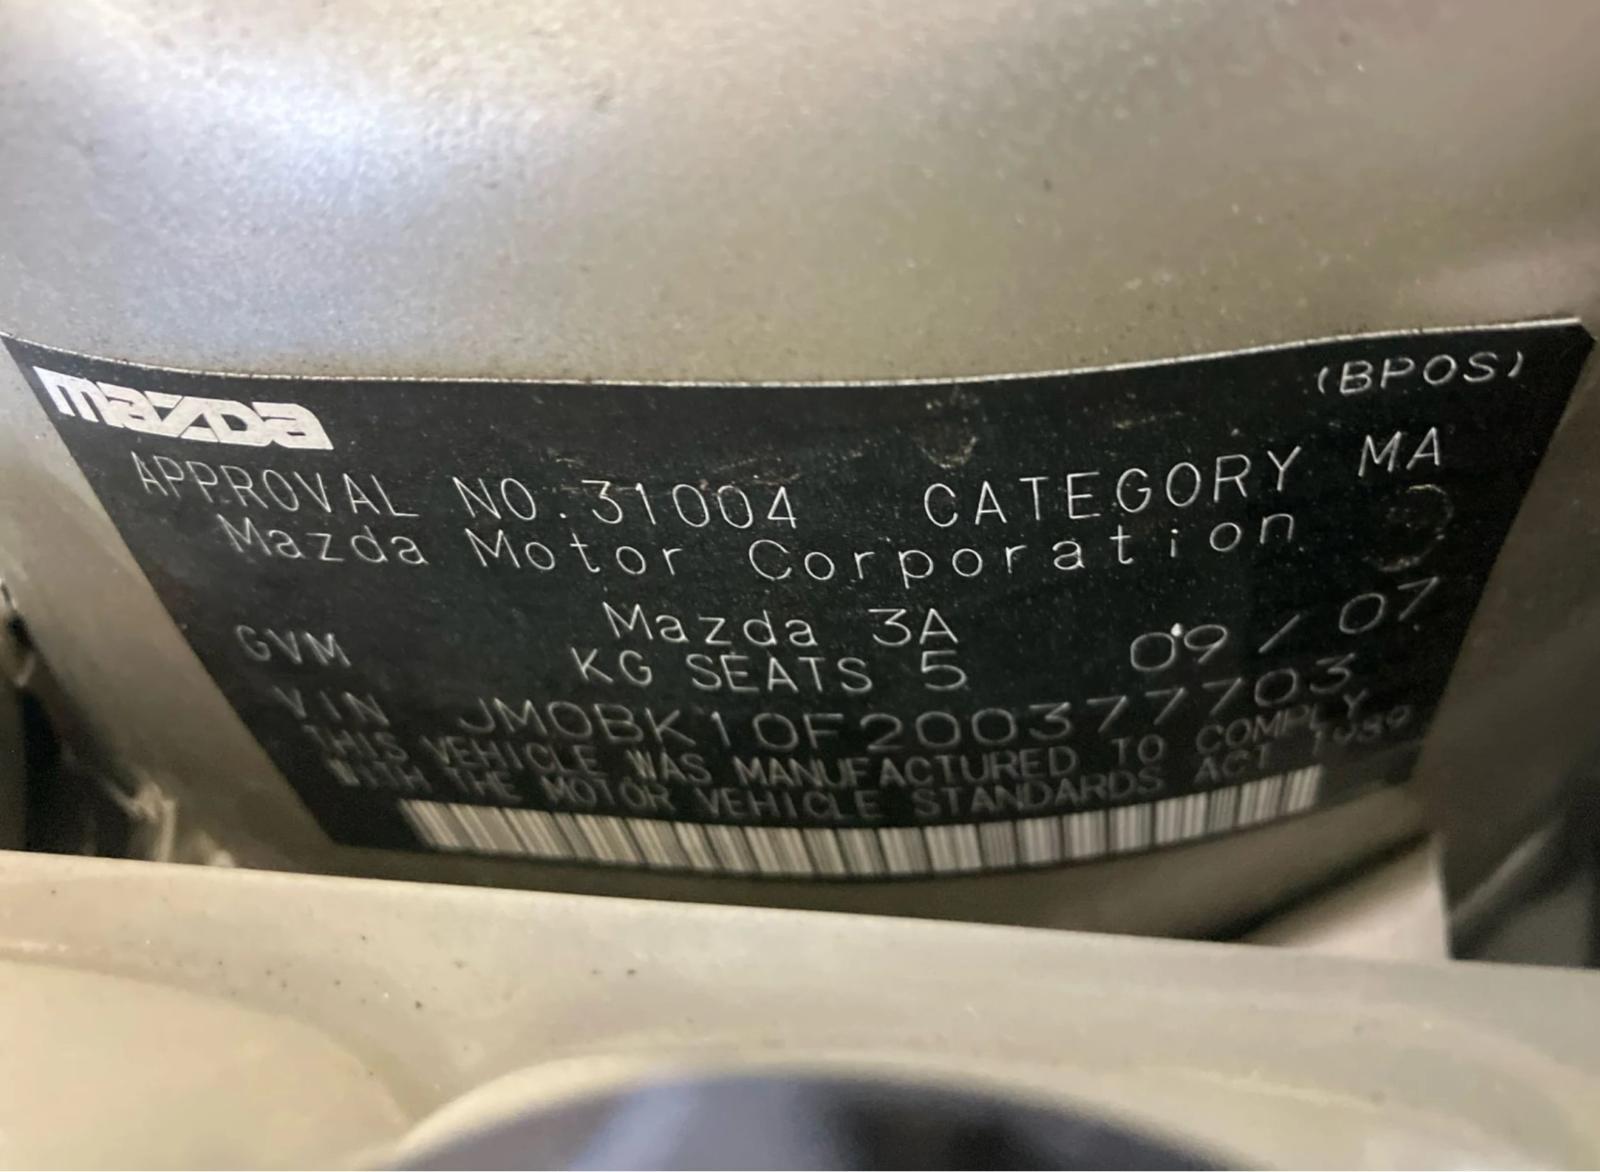 (BPOS)
mazda
APPROVAL NO.31004 CATEGORY MA
Mazda Motor Corporation
Mazda 3A
GVM KG SEATS 5 09/07
VIN JM0BK10F200377703
THIS VEHICLE WAS MANUFACTURED TO COMPLY
WITH THE MOTOR VEHICLE STANDARDS ACT 1989